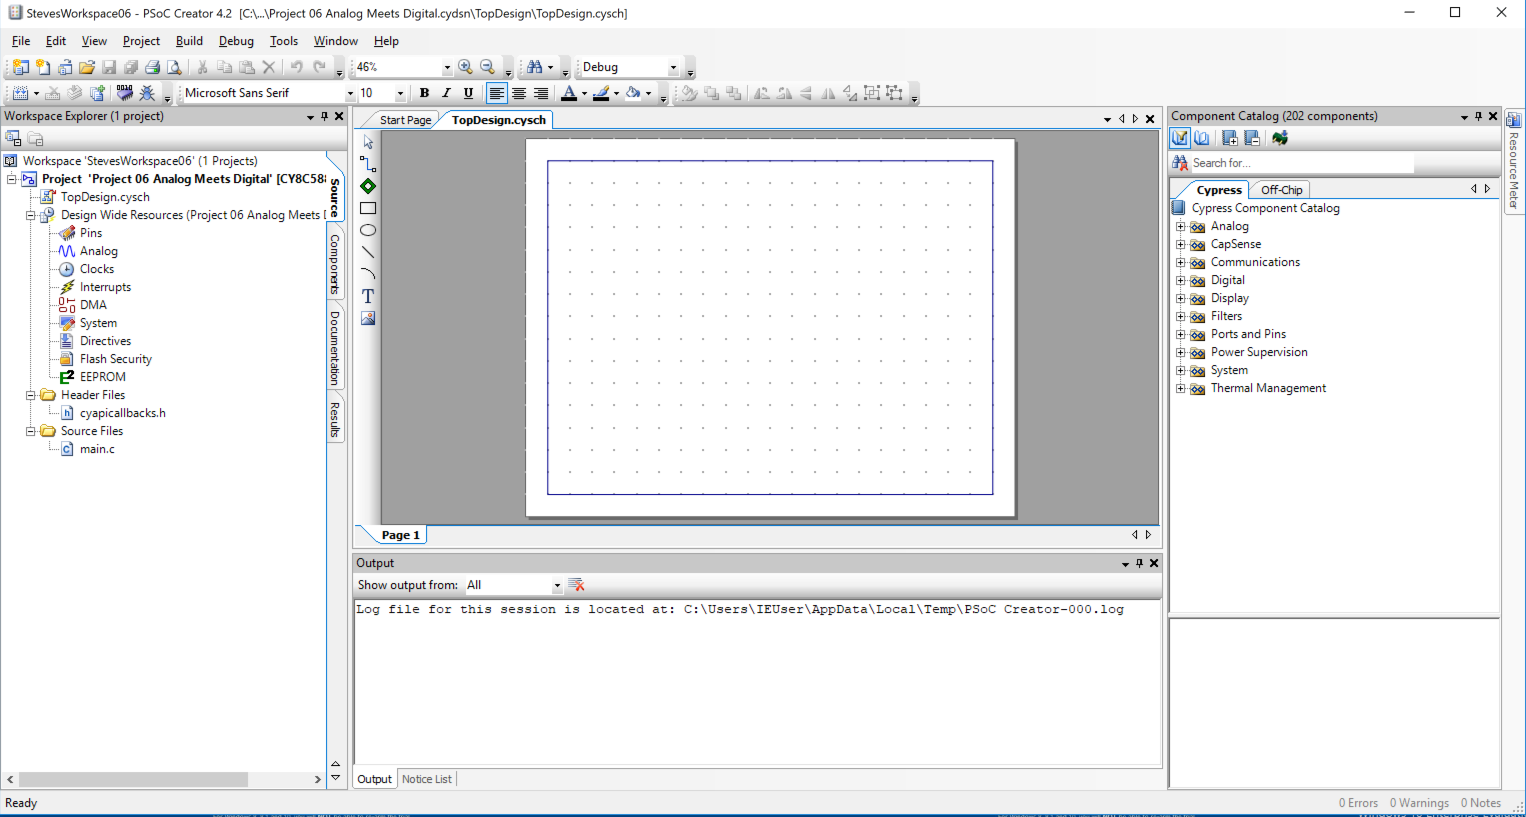 StevesWorkspace06 - PSoC Creator 4.2 [C:\...\Project 06 Analog Meets Digital.cydsn\TopDesign\TopDesign.cysch]
File Edit View Project Build Debug Tools Window Help
46% Debug
Microsoft Sans Serif 10 B I U A
Workspace Explorer (1 project)
Workspace 'StevesWorkspace06' (1 Projects)
Project 'Project 06 Analog Meets Digital' [CY8C58
TopDesign.cysch
Design Wide Resources (Project 06 Analog Meets
Pins
Analog
Clocks
Interrupts
DMA
System
Directives
Flash Security
EEPROM
Header Files
cyapicallbacks.h
Source Files
main.c
Source
Components
Documentation
Results
Start Page TopDesign.cysch
T
Page 1
Output
Show output from: All
Log file for this session is located at: C:\Users\IEUser\AppData\Local\Temp\PSoC Creator-000.log
Output Notice List
Component Catalog (202 components)
Search for...
Cypress Off-Chip
Cypress Component Catalog
Analog
CapSense
Communications
Digital
Display
Filters
Ports and Pins
Power Supervision
System
Thermal Management
Resource Meter
Ready
0 Errors 0 Warnings 0 Notes